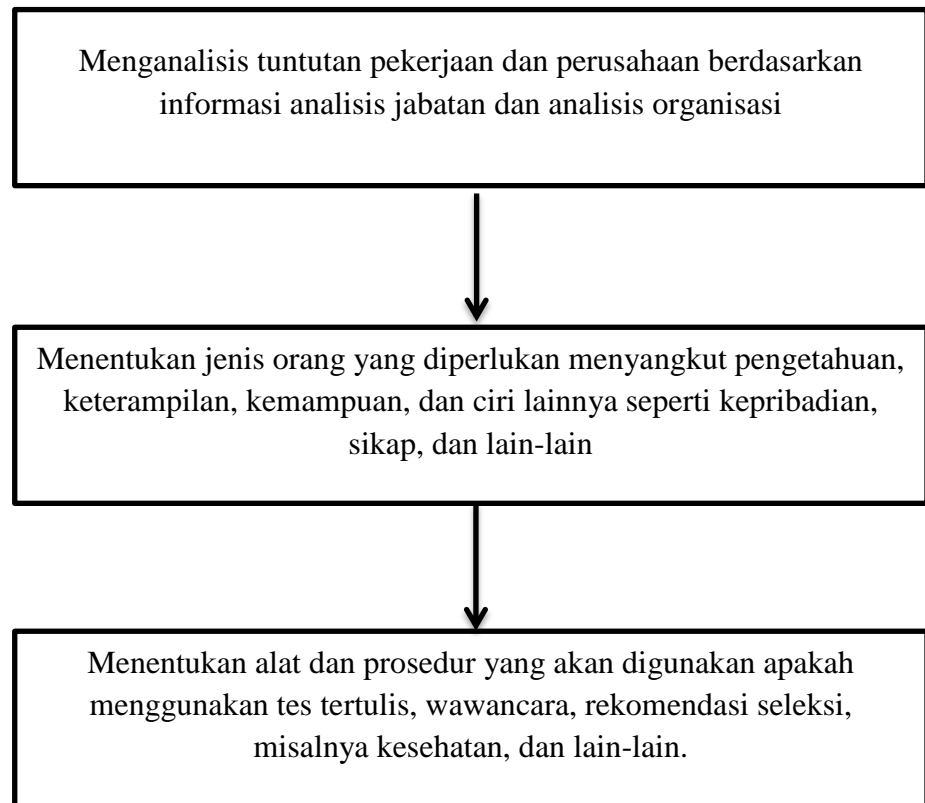 Menganalisis tuntutan pekerjaan dan perusahaan berdasarkan
informasi analisis jabatan dan analisis organisasi
Menentukan jenis orang yang diperlukan menyangkut pengetahuan,
keterampilan, kemampuan, dan ciri lainnya seperti kepribadian,
sikap, dan lain-lain
Menentukan alat dan prosedur yang akan digunakan apakah
menggunakan tes tertulis, wawancara, rekomendasi seleksi,
misalnya kesehatan, dan lain-lain.